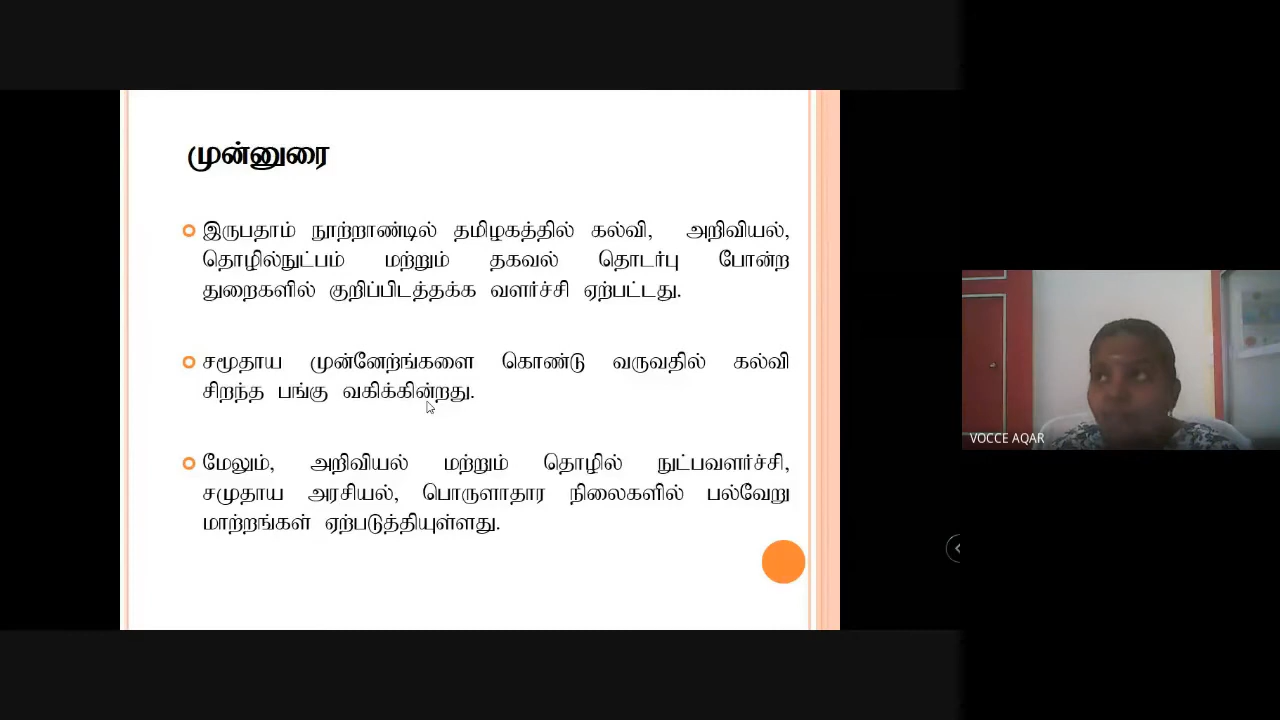 முன்னுரை
இருபதாம் நூற்றாண்டில் தமிழகத்தில் கல்வி, அறிவியல்,
தொழில்நுட்பம் மற்றும் தகவல் தொடர்பு போன்ற
துறைகளில் குறிப்பிடத்தக்க வளர்ச்சி ஏற்பட்டது.
சமூதாய முன்னேற்ங்களை கொண்டு வருவதில் கல்வி
சிறந்த பங்கு வகிக்கின்றது.
மேலும், அறிவியல் மற்றும் தொழில் நுட்பவளர்ச்சி,
சமுதாய அரசியல், பொருளாதார நிலைகளில் பல்வேறு
மாற்றங்கள் ஏற்படுத்தியுள்ளது.
VOCCE AQAR